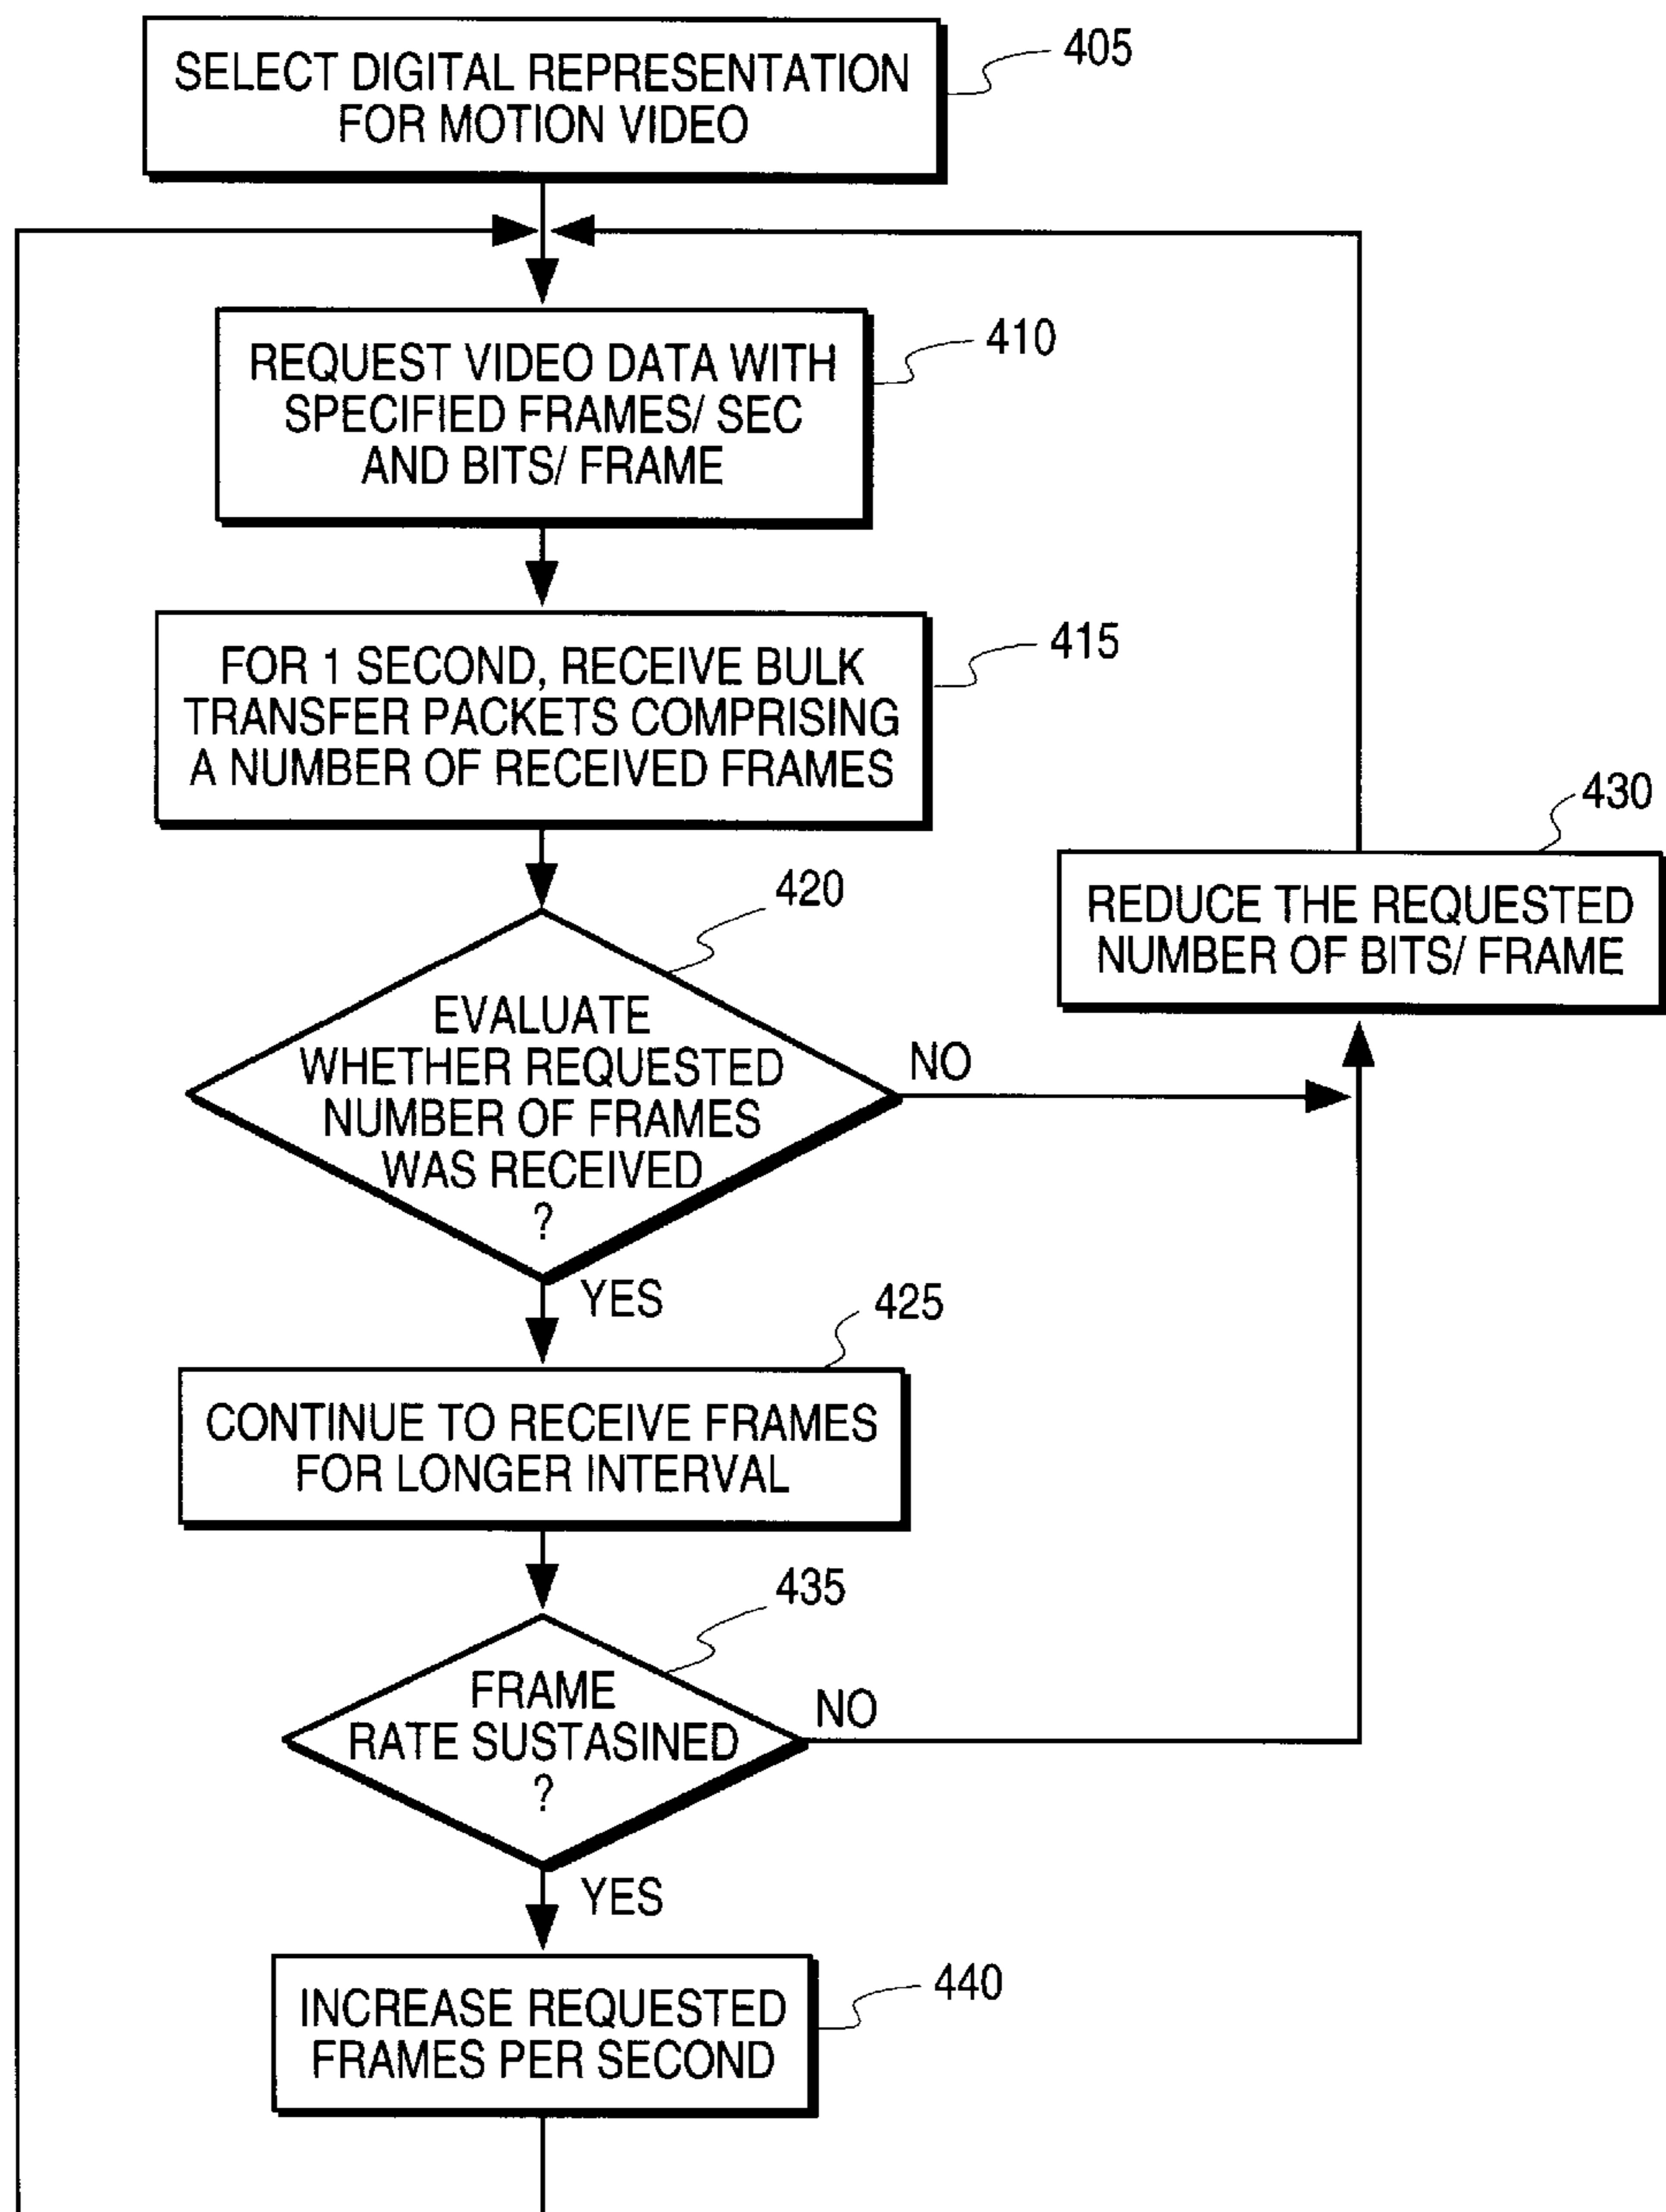 SELECT DIGITAL REPRESENTATION
FOR MOTION VIDEO
405
REQUEST VIDEO DATA WITH
SPECIFIED FRAMES/ SEC
AND BITS/ FRAME
410
FOR 1 SECOND, RECEIVE BULK
TRANSFER PACKETS COMPRISING
A NUMBER OF RECEIVED FRAMES
415
430
REDUCE THE REQUESTED
NUMBER OF BITS/ FRAME
420
EVALUATE
WHETHER REQUESTED
NUMBER OF FRAMES
WAS RECEIVED
?
NO
YES
425
CONTINUE TO RECEIVE FRAMES
FOR LONGER INTERVAL
435
FRAME
RATE SUSTASINED
?
NO
YES
440
INCREASE REQUESTED
FRAMES PER SECOND